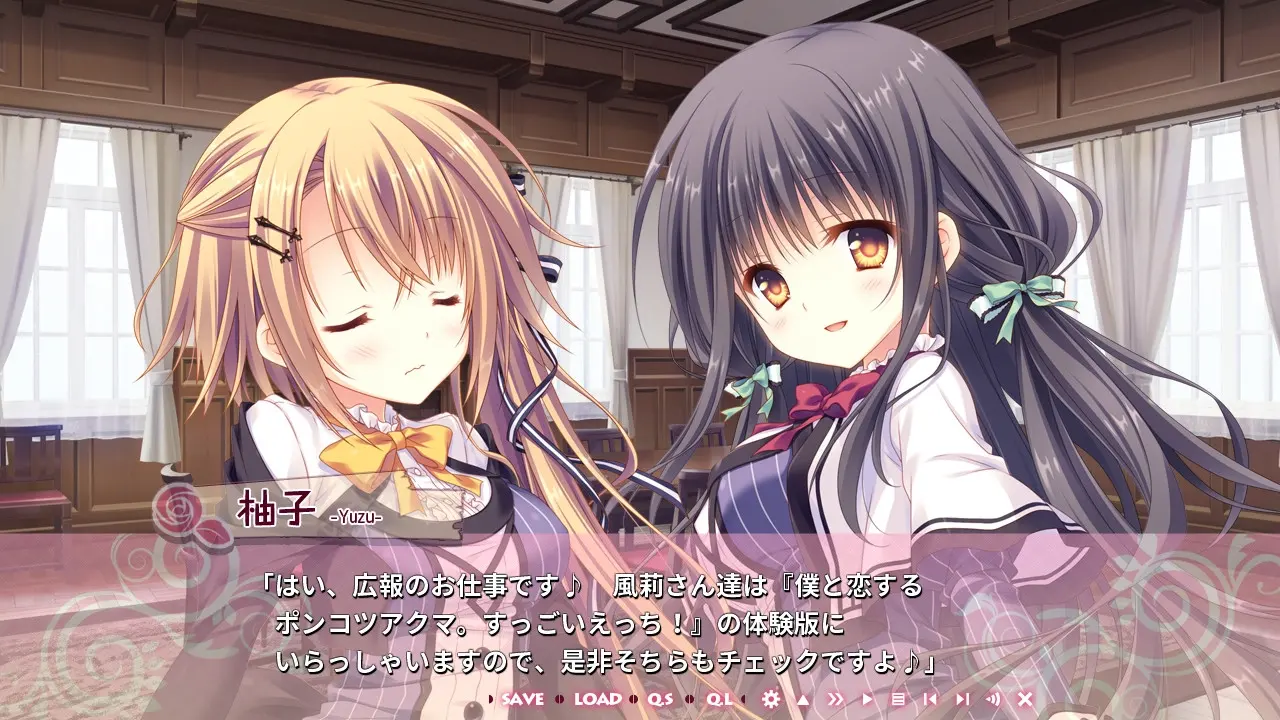 柚子 -Yuzu-
「はい、広報のお仕事です♪　風莉さん達は『僕と恋する
ポンコツアクマ。すっごいえっち！』の体験版に
いらっしゃいますので、是非そちらもチェックですよ♪」
SAVE LOAD Q.S Q.L